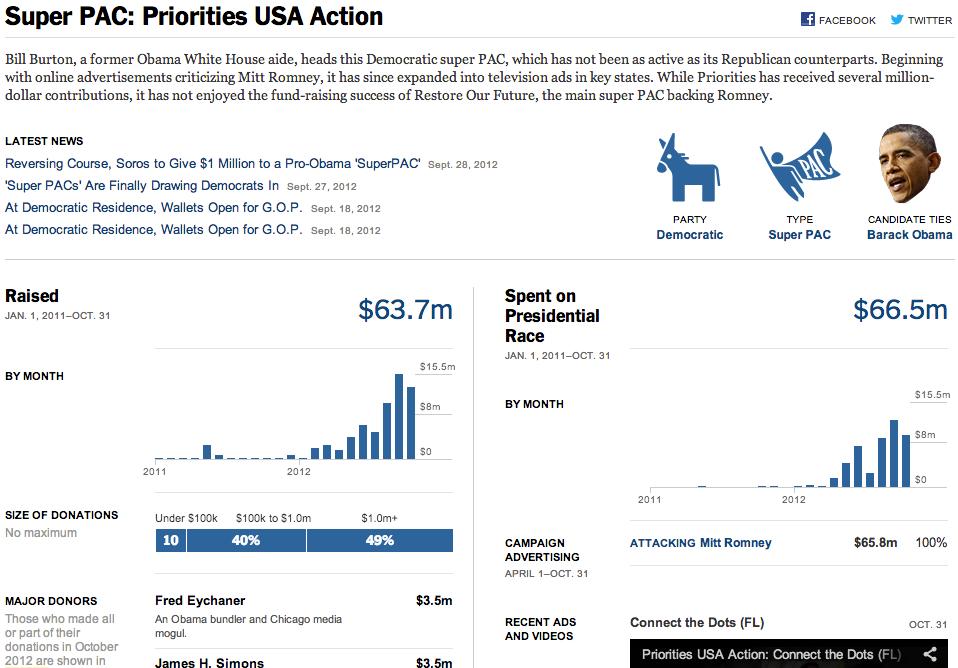 Super PAC: Priorities USA Action
FACEBOOK
TWITTER
Bill Burton, a former Obama White House aide, heads this Democratic super PAC, which has not been as active as its Republican counterparts. Beginning
with online advertisements criticizing Mitt Romney, it has since expanded into television ads in key states. While Priorities has received several million-
dollar contributions, it has not enjoyed the fund-raising success of Restore Our Future, the main super PAC backing Romney.
LATEST NEWS
Reversing Course, Soros to Give $1 Million to a Pro-Obama 'SuperPAC' Sept. 28, 2012
'Super PACs' Are Finally Drawing Democrats In Sept. 27, 2012
At Democratic Residence, Wallets Open for G.O.P. Sept. 18, 2012
At Democratic Residence, Wallets Open for G.O.P. Sept. 18, 2012
PARTY
Democratic
PAC
TYPE
Super PAC
CANDIDATE TIES
Barack Obama
Raised
JAN. 1, 2011–OCT. 31
$63.7m
BY MONTH
$15.5m
$8m
$0
2011
2012
SIZE OF DONATIONS
No maximum
Under $100k
$100k to $1.0m
$1.0m+
10
40%
49%
MAJOR DONORS
Those who made all
or part of their
donations in October
2012 are shown in
Fred Eychaner
$3.5m
An Obama bundler and Chicago media
mogul.
James H. Simons
$3.5m
Spent on
Presidential
Race
JAN. 1, 2011–OCT. 31
$66.5m
BY MONTH
$15.5m
$8m
$0
2011
2012
CAMPAIGN
ADVERTISING
APRIL 1–OCT. 31
ATTACKING Mitt Romney
$65.8m
100%
RECENT ADS
AND VIDEOS
Connect the Dots (FL)
OCT. 31
Priorities USA Action: Connect the Dots (FL)